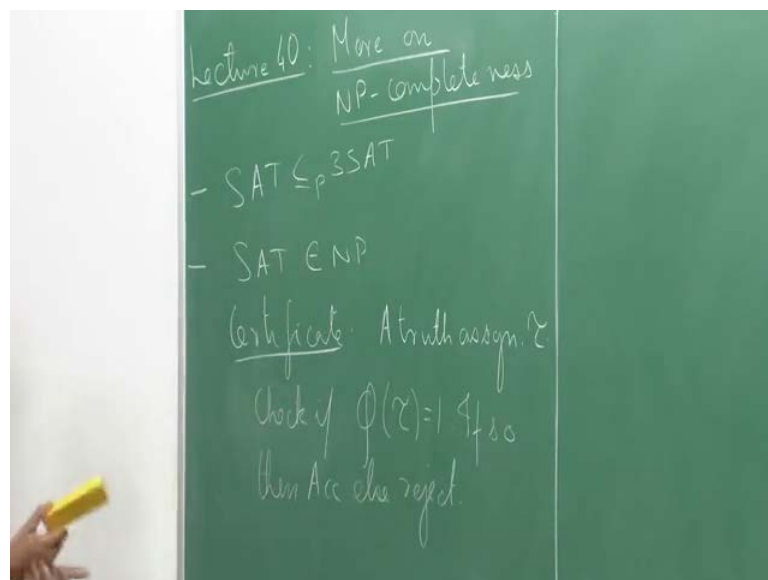 Lecture 40: More on
NP-completeness
- SAT ≤p 3SAT
- SAT ∈ NP
Certificate: A truth assgn. τ.
Check if φ(τ)=1 If so
then Acc else reject.